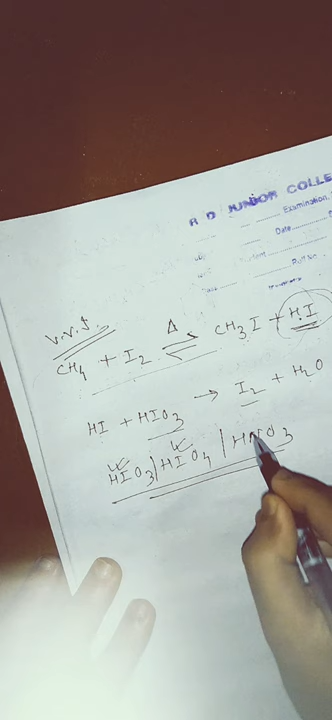 R D JUNIOR COLLE
Examination,
Date
Roll No
V.V.I.
CH₄ + I₂ ⇌ Δ CH₃I + HI
HI + HIO₃ → I₂ + H₂O
HIO₃ | HIO₄ | HNO₃